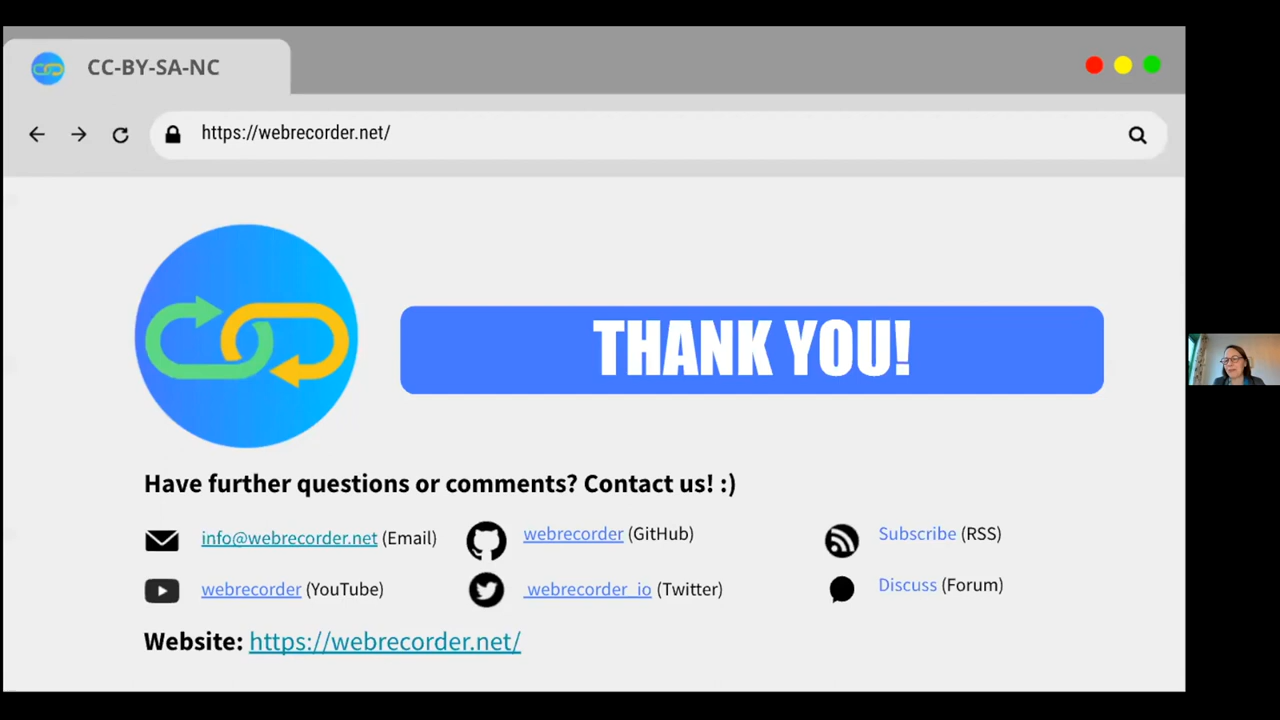 CC-BY-SA-NC
https://webrecorder.net/
THANK YOU!
Have further questions or comments? Contact us! :)
info@webrecorder.net (Email)
webrecorder (GitHub)
Subscribe (RSS)
webrecorder (YouTube)
webrecorder_io (Twitter)
Discuss (Forum)
Website: https://webrecorder.net/